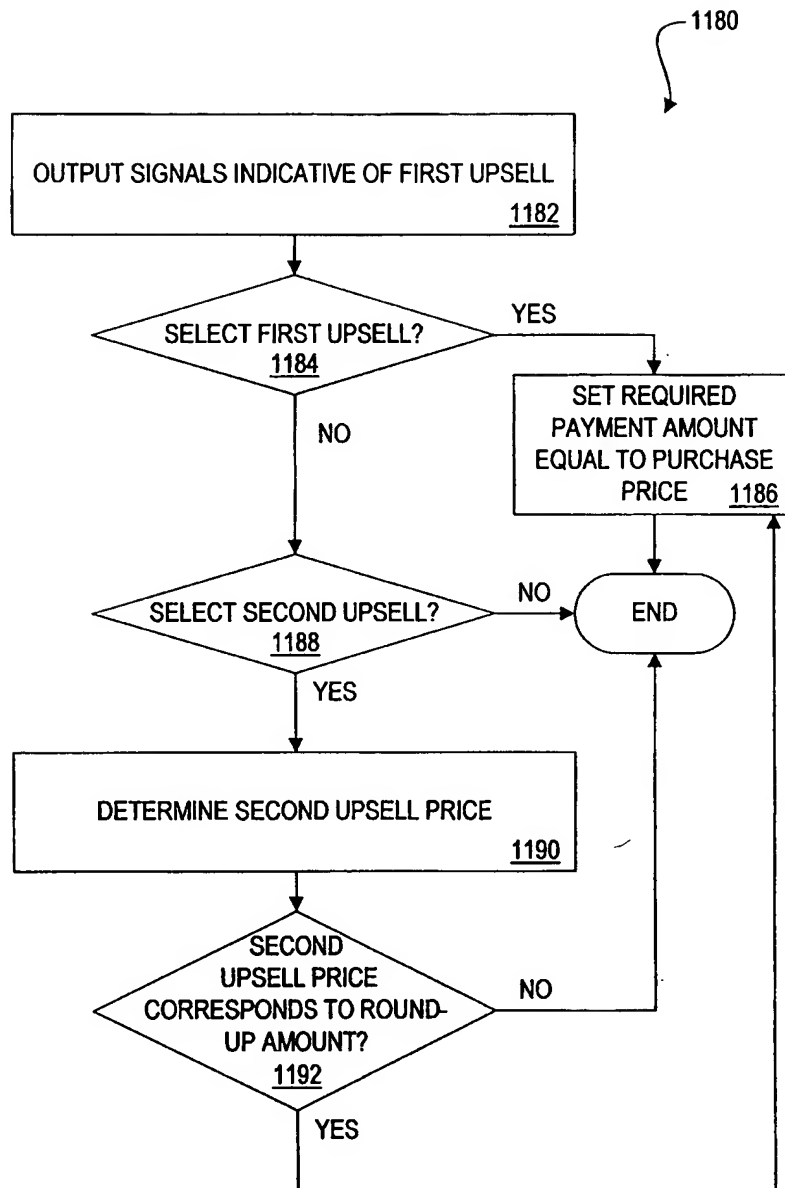 1180
OUTPUT SIGNALS INDICATIVE OF FIRST UPSELL
1182
SELECT FIRST UPSELL?
1184
YES
NO
SET REQUIRED
PAYMENT AMOUNT
EQUAL TO PURCHASE
PRICE 1186
SELECT SECOND UPSELL?
1188
NO
END
YES
DETERMINE SECOND UPSELL PRICE
1190
SECOND
UPSELL PRICE
CORRESPONDS TO ROUND-
UP AMOUNT?
1192
NO
YES